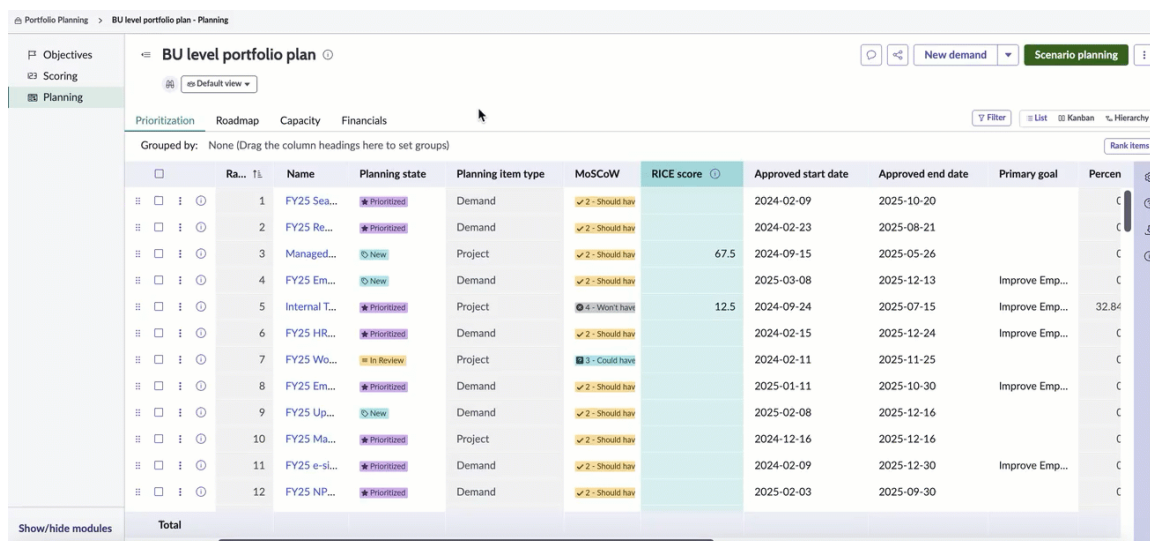 Portfolio Planning > BU level portfolio plan - Planning
Objectives
Scoring
Planning
Show/hide modules
BU level portfolio plan
New demand
Scenario planning
Default view
Prioritization Roadmap Capacity Financials
Filter List Kanban Hierarchy
Grouped by: None (Drag the column headings here to set groups)
Rank items
Ra... Name Planning state Planning item type MoSCoW RICE score Approved start date Approved end date Primary goal Percen
1 FY25 Sea... Prioritized Demand 2 - Should hav 2024-02-09 2025-10-20
2 FY25 Re... Prioritized Demand 2 - Should hav 2024-02-23 2025-08-21
3 Managed... New Project 2 - Should hav 67.5 2024-09-15 2025-05-26
4 FY25 Em... New Demand 2 - Should hav 2025-03-08 2025-12-13 Improve Emp...
5 Internal T... Prioritized Project 4 - Won't have 12.5 2024-09-24 2025-07-15 Improve Emp... 32.84
6 FY25 HR... Prioritized Demand 2 - Should hav 2024-02-15 2025-12-24 Improve Emp...
7 FY25 Wo... In Review Project 3 - Could have 2024-02-11 2025-11-25
8 FY25 Em... Prioritized Demand 2 - Should hav 2025-01-11 2025-10-30 Improve Emp...
9 FY25 Up... New Demand 2 - Should hav 2025-02-08 2025-12-16
10 FY25 Ma... Prioritized Project 2 - Should hav 2024-12-16 2025-12-16
11 FY25 e-si... Prioritized Demand 2 - Should hav 2024-02-09 2025-12-30 Improve Emp...
12 FY25 NP... Prioritized Demand 2 - Should hav 2025-02-03 2025-09-30
Total